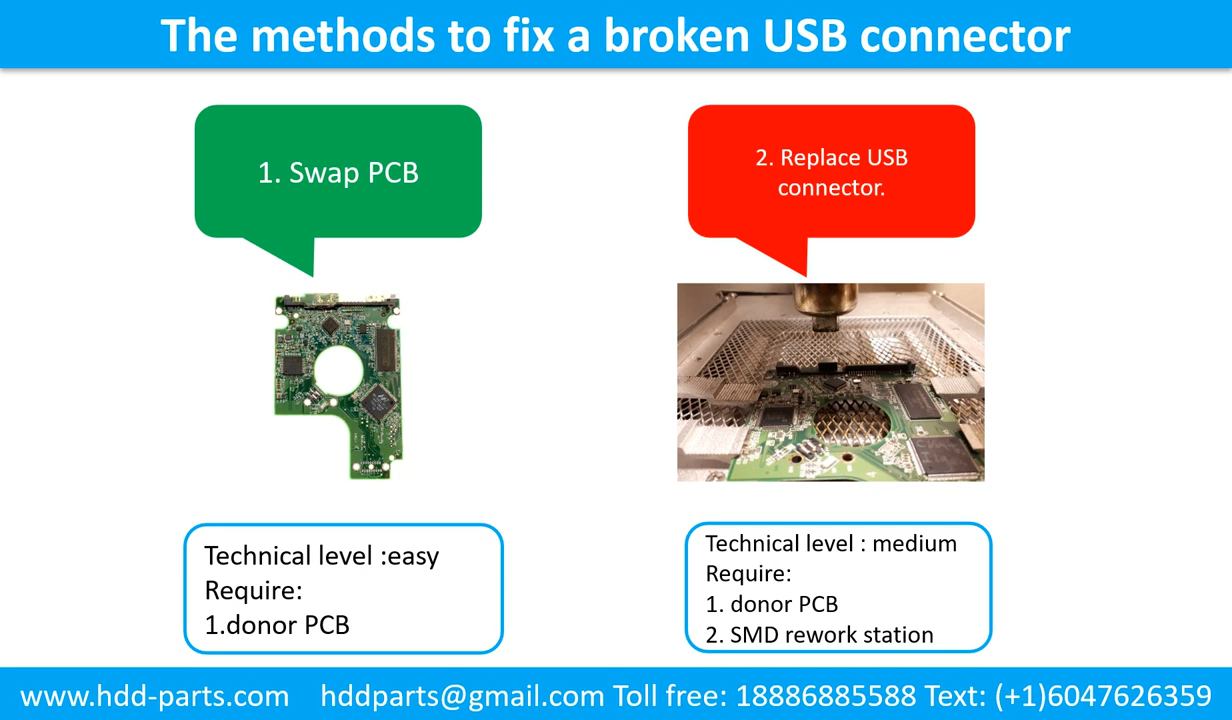 The methods to fix a broken USB connector
1. Swap PCB
2. Replace USB
connector.
Technical level :easy
Require:
1.donor PCB
Technical level : medium
Require:
1. donor PCB
2. SMD rework station
www.hdd-parts.com hddparts@gmail.com Toll free: 18886885588 Text: (+1)6047626359